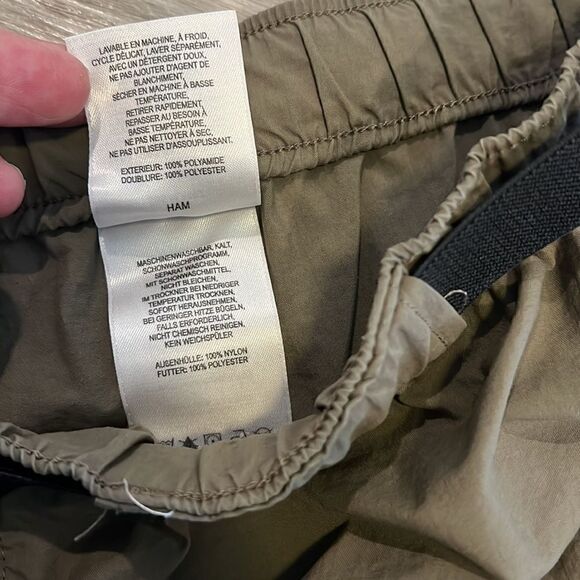 LAVABLE EN MACHINE, À FROID,
CYCLE DÉLICAT, LAVER SÉPARÉMENT,
AVEC UN DÉTERGENT DOUX,
NE PAS AJOUTER D'AGENT DE
BLANCHIMENT,
SÉCHER EN MACHINE À BASSE
TEMPÉRATURE,
RETIRER RAPIDEMENT,
REPASSER AU BESOIN À
BASSE TEMPÉRATURE,
NE PAS NETTOYER À SEC,
NE PAS UTILISER D'ASSOUPLISSANT.
EXTERIEUR: 100% POLYAMIDE
DOUBLURE: 100% POLYESTER
HAM
MASCHINENWASCHBAR, KALT,
SCHONWASCHPROGRAMM,
SEPARAT WASCHEN,
MIT SCHONWASCHMITTEL,
NICHT BLEICHEN,
IM TROCKNER BEI NIEDRIGER
TEMPERATUR TROCKNEN,
SOFORT HERAUSNEHMEN,
BEI GERINGER HITZE BÜGELN,
FALLS ERFORDERLICH,
NICHT CHEMISCH REINIGEN,
KEIN WEICHSPÜLER
AUßENHÜLLE: 100% NYLON
FUTTER: 100% POLYESTER